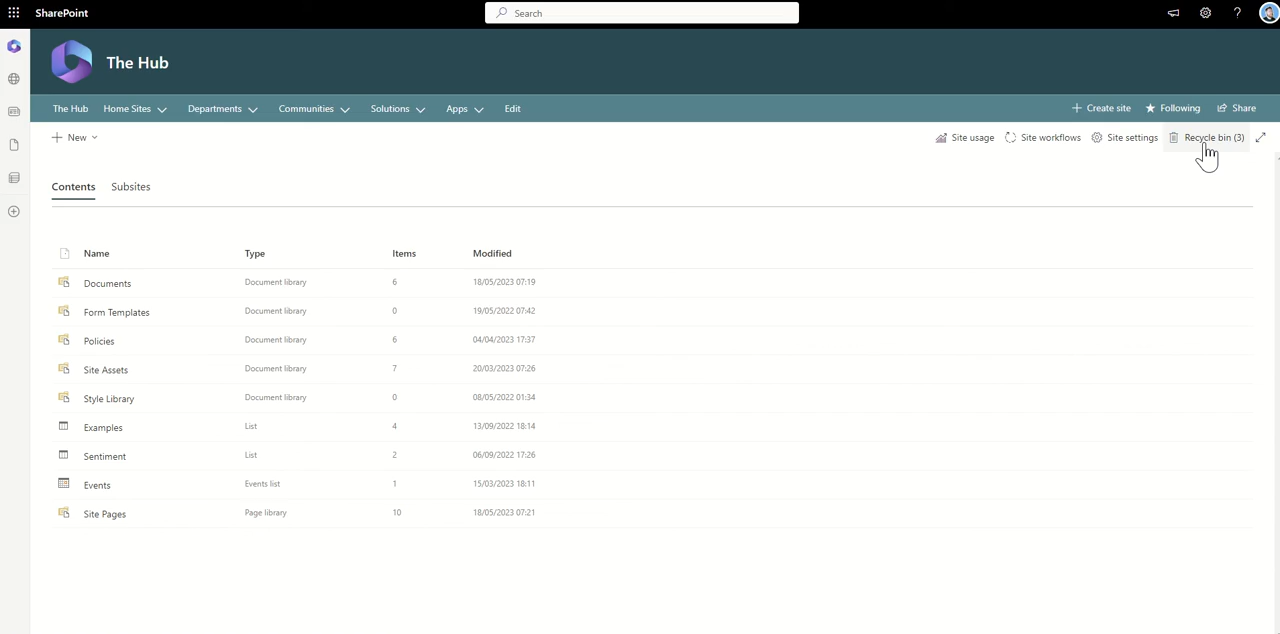 SharePoint
Search
?
The Hub
The Hub Home Sites Departments Communities Solutions Apps Edit
Create site Following Share
New
Site usage Site workflows Site settings Recycle bin (3)
Contents Subsites
Name Type Items Modified
Documents Document library 6 18/05/2023 07:19
Form Templates Document library 0 19/05/2022 07:42
Policies Document library 6 04/04/2023 17:37
Site Assets Document library 7 20/03/2023 07:26
Style Library Document library 0 08/05/2022 01:34
Examples List 4 13/09/2022 18:14
Sentiment List 2 06/09/2022 17:26
Events Events list 1 15/03/2023 18:11
Site Pages Page library 10 18/05/2023 07:21